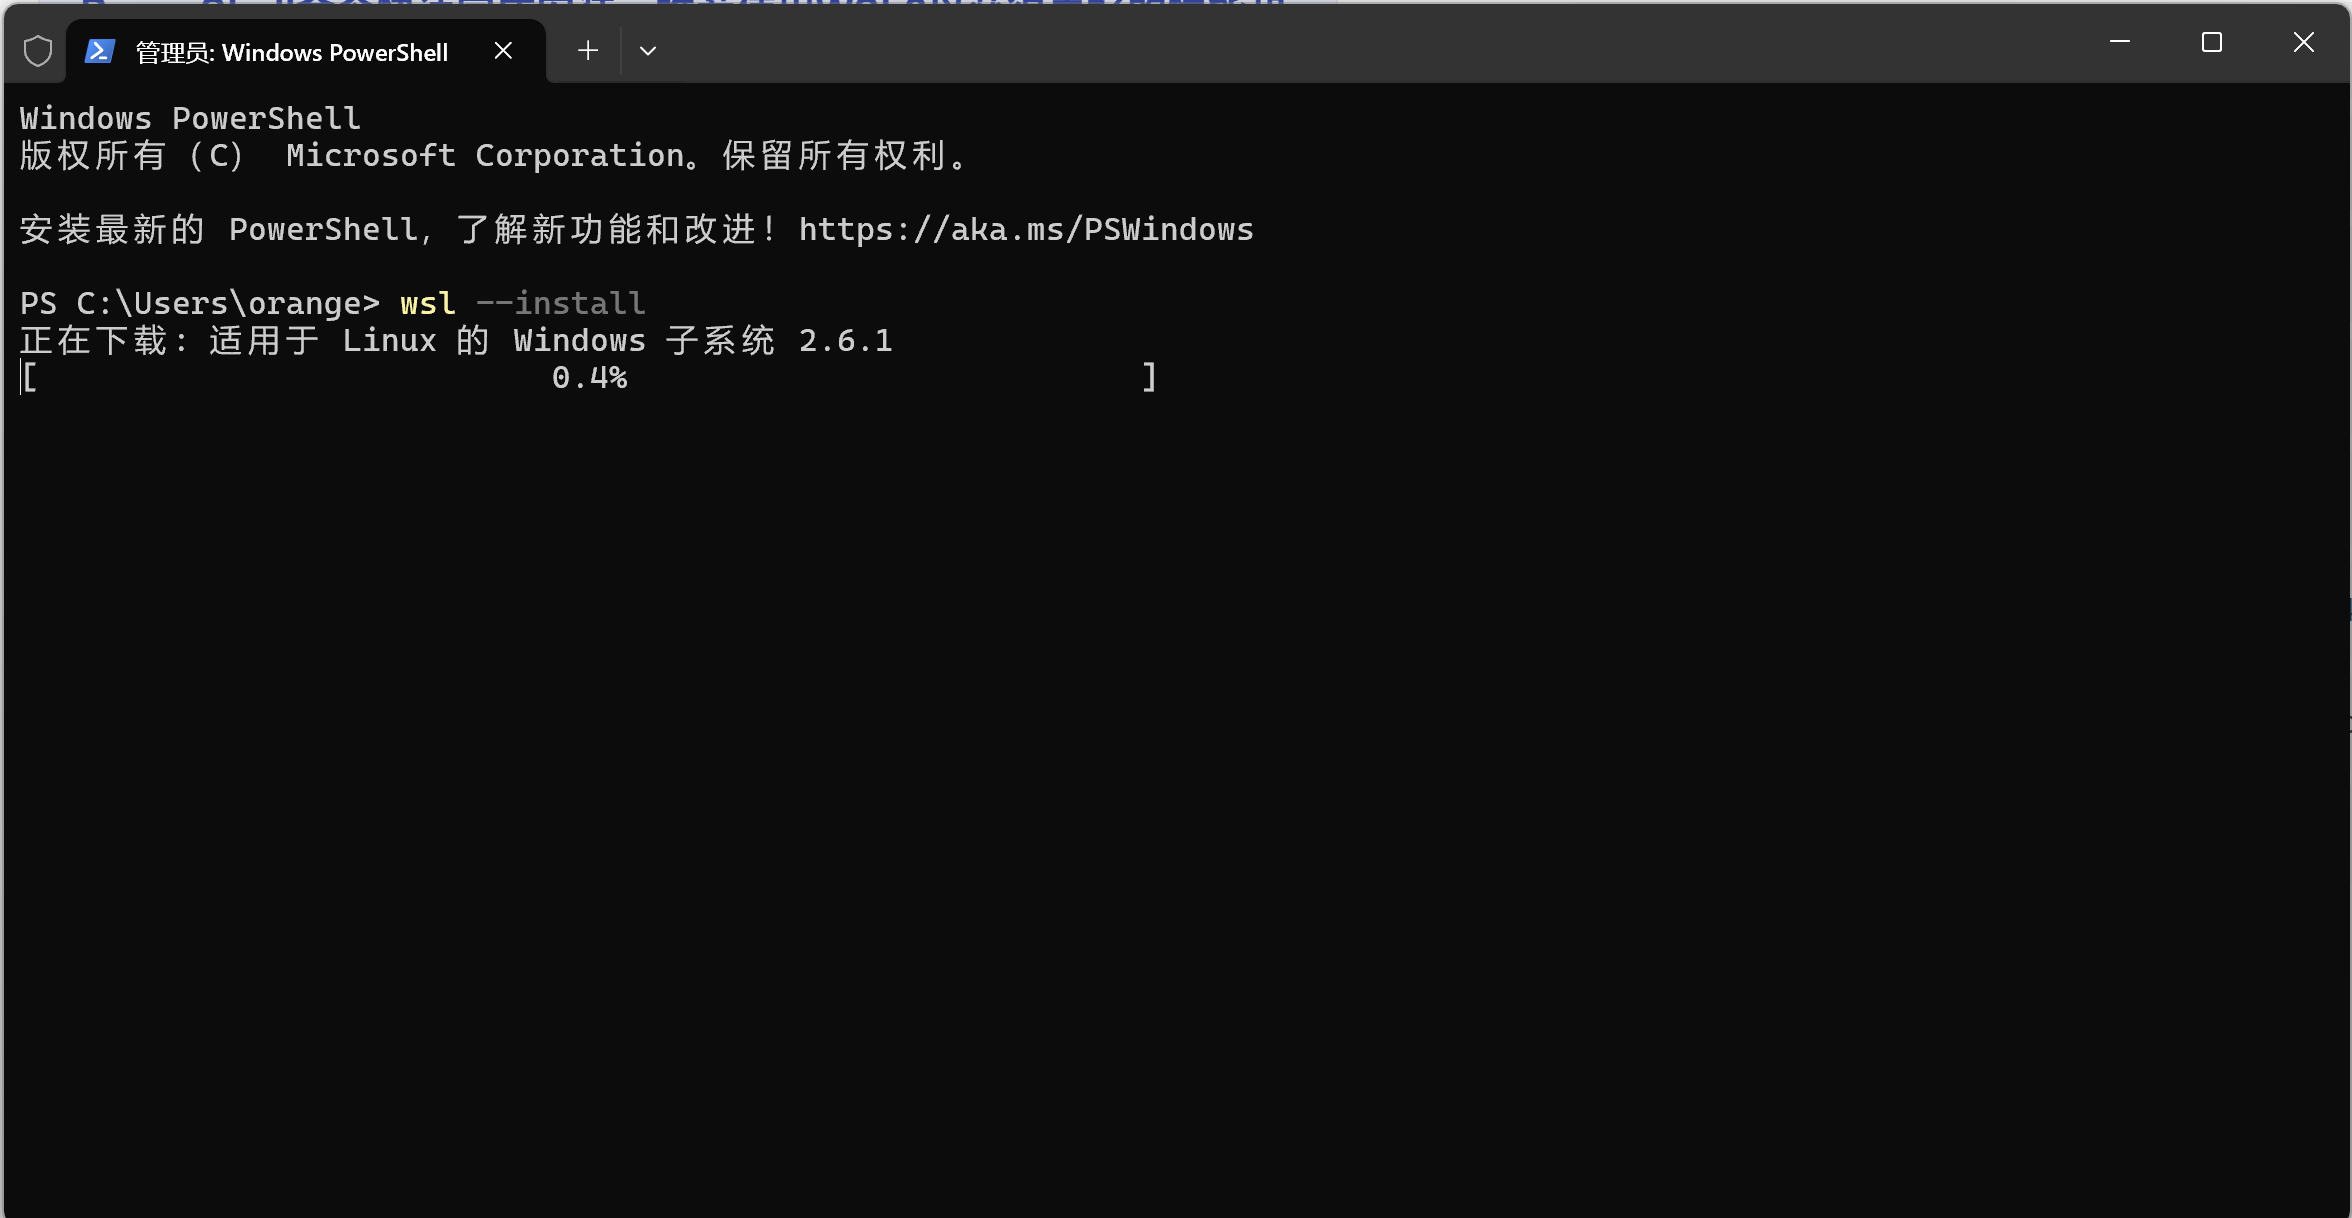 管理员: Windows PowerShell
Windows PowerShell
版权所有（C） Microsoft Corporation。保留所有权利。
安装最新的 PowerShell，了解新功能和改进！https://aka.ms/PSWindows
PS C:\Users\orange> wsl --install
正在下载: 适用于 Linux 的 Windows 子系统 2.6.1
[                           0.4%                           ]